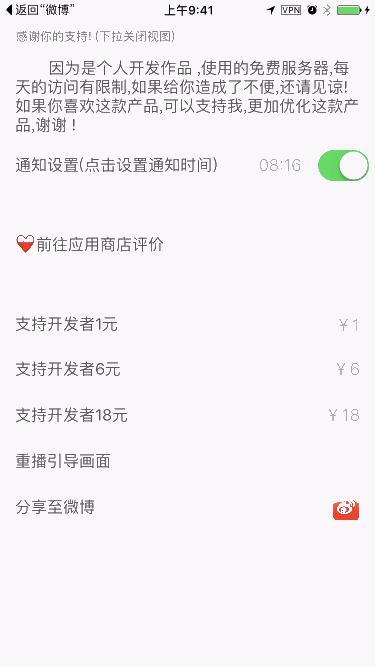 返回“微博” 上午9:41 VPN
感谢你的支持! (下拉关闭视图)
因为是个人开发作品 ,使用的免费服务器,每
天的访问有限制,如果给你造成了不便,还请见谅!
如果你喜欢这款产品,可以支持我,更加优化这款产
品,谢谢！
通知设置(点击设置通知时间) 08:16
前往应用商店评价
支持开发者1元 ￥1
支持开发者6元 ￥6
支持开发者18元 ￥18
重播引导画面
分享至微博